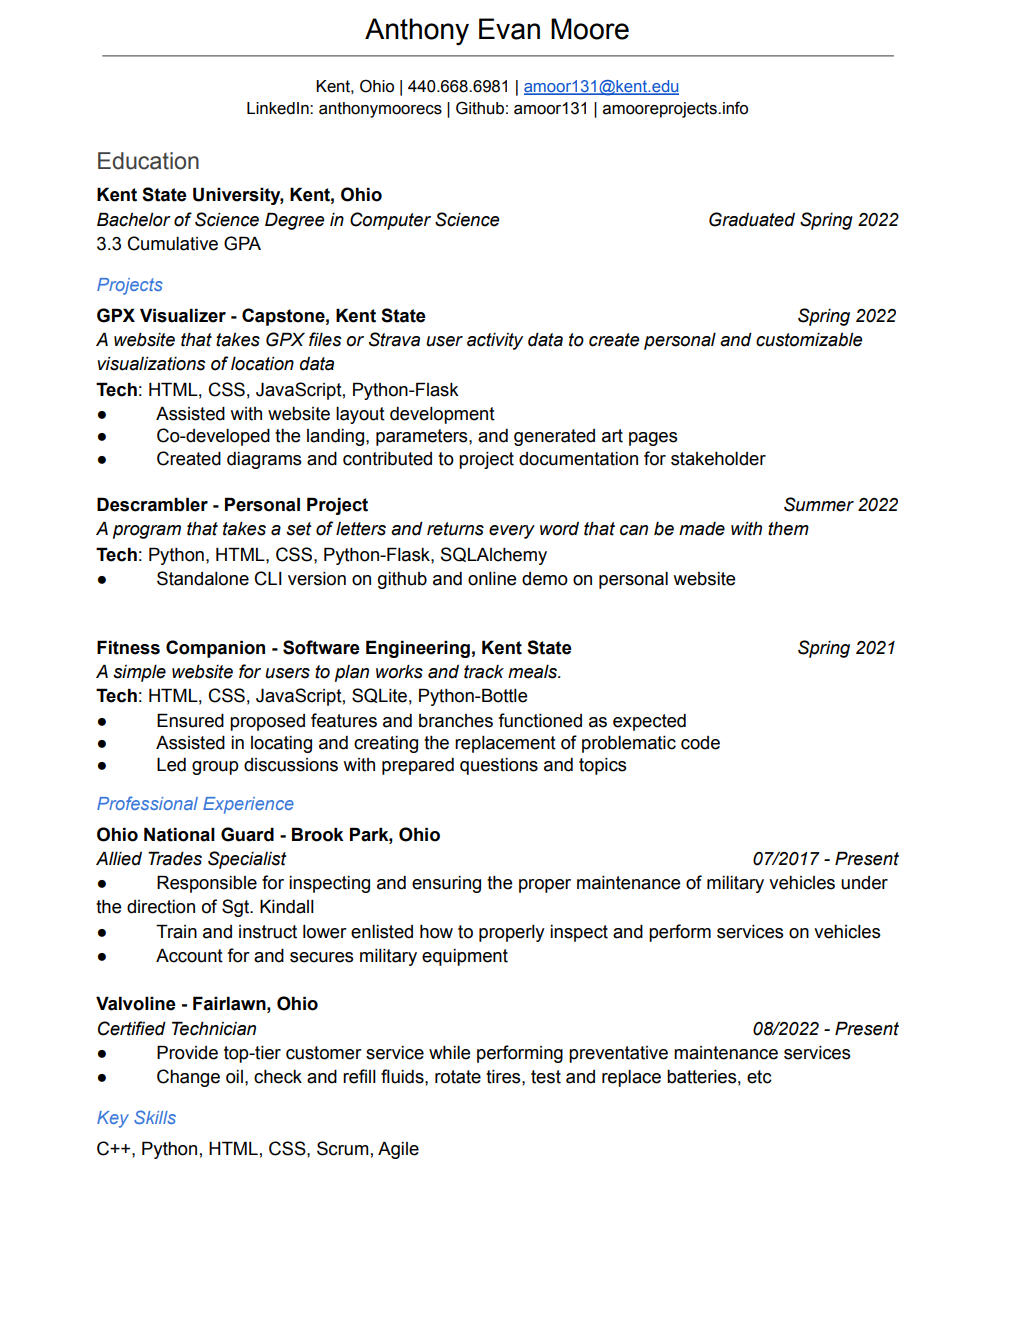 Anthony Evan Moore
Kent, Ohio | 440.668.6981 | amoor131@kent.edu
LinkedIn: anthonymoorecs | Github: amoor131 | amooreprojects.info
Education
Kent State University, Kent, Ohio
Bachelor of Science Degree in Computer Science Graduated Spring 2022
3.3 Cumulative GPA
Projects
GPX Visualizer - Capstone, Kent State Spring 2022
A website that takes GPX files or Strava user activity data to create personal and customizable
visualizations of location data
Tech: HTML, CSS, JavaScript, Python-Flask
● Assisted with website layout development
● Co-developed the landing, parameters, and generated art pages
● Created diagrams and contributed to project documentation for stakeholder
Descrambler - Personal Project Summer 2022
A program that takes a set of letters and returns every word that can be made with them
Tech: Python, HTML, CSS, Python-Flask, SQLAlchemy
● Standalone CLI version on github and online demo on personal website
Fitness Companion - Software Engineering, Kent State Spring 2021
A simple website for users to plan works and track meals.
Tech: HTML, CSS, JavaScript, SQLite, Python-Bottle
● Ensured proposed features and branches functioned as expected
● Assisted in locating and creating the replacement of problematic code
● Led group discussions with prepared questions and topics
Professional Experience
Ohio National Guard - Brook Park, Ohio
Allied Trades Specialist 07/2017 - Present
● Responsible for inspecting and ensuring the proper maintenance of military vehicles under
the direction of Sgt. Kindall
● Train and instruct lower enlisted how to properly inspect and perform services on vehicles
● Account for and secures military equipment
Valvoline - Fairlawn, Ohio
Certified Technician 08/2022 - Present
● Provide top-tier customer service while performing preventative maintenance services
● Change oil, check and refill fluids, rotate tires, test and replace batteries, etc
Key Skills
C++, Python, HTML, CSS, Scrum, Agile